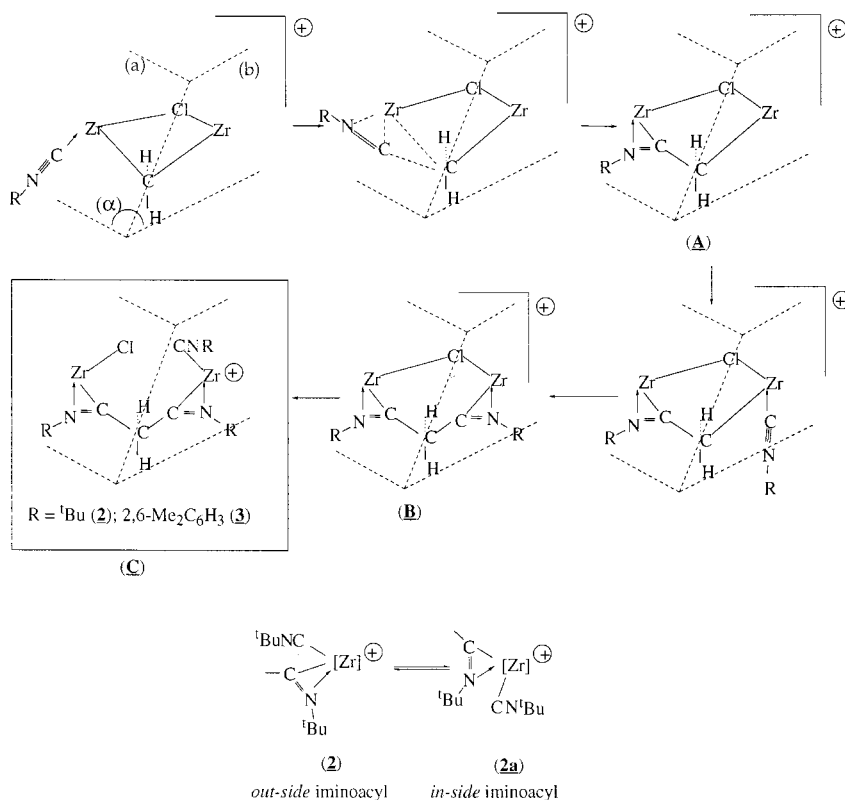 (a)
(b)
⊕
Zr
Cl
Zr
C
N
R
H
C
H
(α)
R
N
C
Zr
Cl
Zr
H
C
H
⊕
Zr
Cl
Zr
R
N=C
H
C
H
(A)
Cl
CNR
Zr
Zr ⊕
R
N=C
H
C
H
C=N
R
R = tBu (2); 2,6-Me2C6H3 (3)
(C)
⊕
Zr
Cl
Zr
R
N=C
H
C
H
C=N
R
(B)
⊕
Zr
Cl
Zr
R
N=C
H
C
H
C
N
R
tBuNC
[Zr] ⊕
C
N
tBu
(2)
out-side iminoacyl
C
[Zr] ⊕
N
tBu
CNtBu
(2a)
in-side iminoacyl